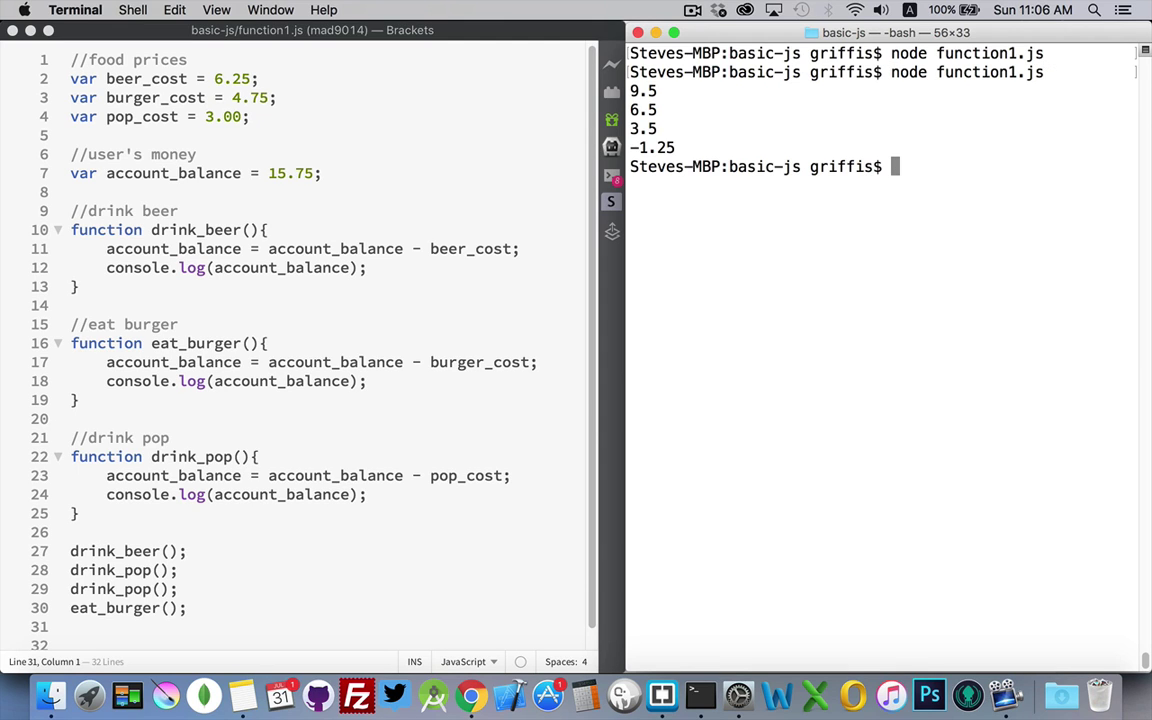 Terminal Shell Edit View Window Help 100% Sun 11:06 AM
basic-js/function1.js (mad9014) — Brackets
basic-js — -bash — 56×33
1 //food prices
2 var beer_cost = 6.25;
3 var burger_cost = 4.75;
4 var pop_cost = 3.00;
5
6 //user's money
7 var account_balance = 15.75;
8
9 //drink beer
10 function drink_beer(){
11 account_balance = account_balance - beer_cost;
12 console.log(account_balance);
13 }
14
15 //eat burger
16 function eat_burger(){
17 account_balance = account_balance - burger_cost;
18 console.log(account_balance);
19 }
20
21 //drink pop
22 function drink_pop(){
23 account_balance = account_balance - pop_cost;
24 console.log(account_balance);
25 }
26
27 drink_beer();
28 drink_pop();
29 drink_pop();
30 eat_burger();
31
32
Line 31, Column 1 — 32 Lines INS JavaScript Spaces: 4
Steves-MBP:basic-js griffis$ node function1.js
Steves-MBP:basic-js griffis$ node function1.js
9.5
6.5
3.5
-1.25
Steves-MBP:basic-js griffis$